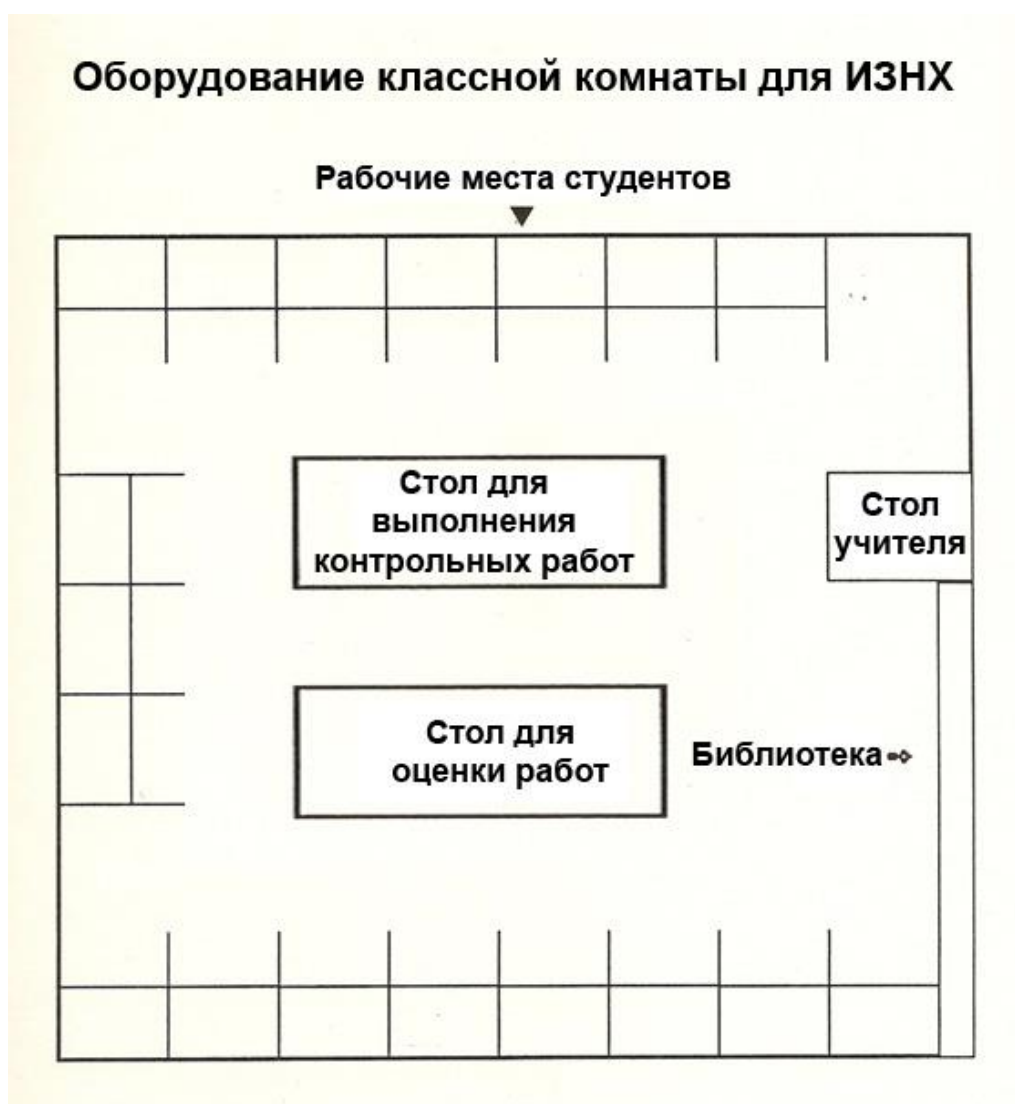 Оборудование классной комнаты для ИЗНХ
Рабочие места студентов
Стол для
выполнения
контрольных работ
Стол
учителя
Стол для
оценки работ
Библиотека